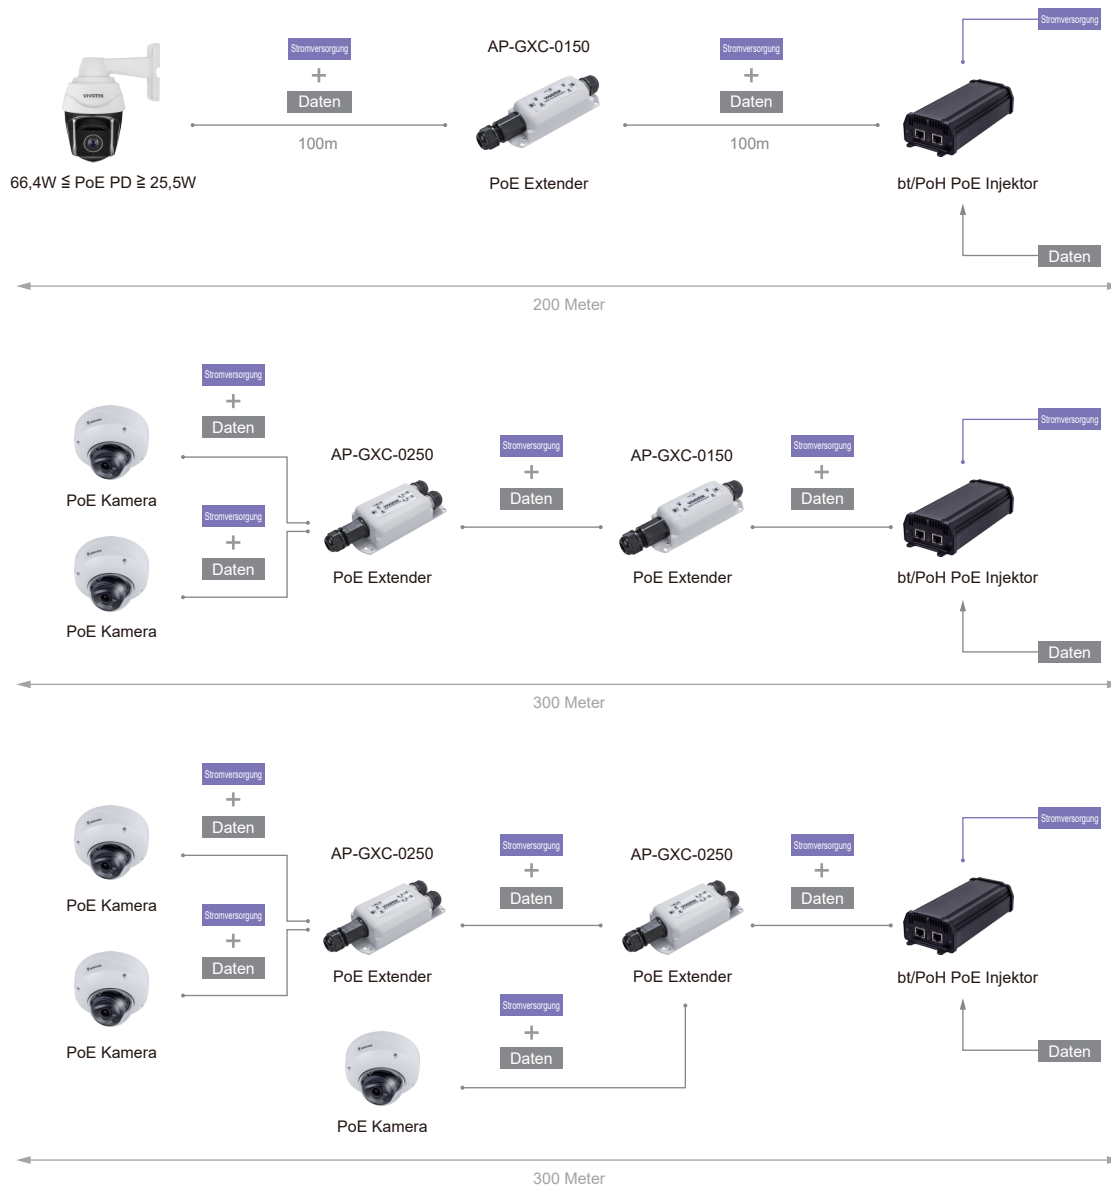 Stromversorgung
Stromversorgung
AP-GXC-0150
Stromversorgung
+
+
VIVOTEK
Daten
VIVOTEK
Daten
100m
100m
66,4W ≦ PoE PD ≧ 25,5W
PoE Extender
bt/PoH PoE Injektor
Daten
200 Meter
Stromversorgung
+
Daten
Stromversorgung
Stromversorgung
Stromversorgung
AP-GXC-0250
AP-GXC-0150
+
+
PoE Kamera
Daten
VIVOTEK
Daten
Stromversorgung
+
Daten
PoE Extender
PoE Extender
bt/PoH PoE Injektor
PoE Kamera
Daten
300 Meter
Stromversorgung
+
Daten
Stromversorgung
Stromversorgung
Stromversorgung
AP-GXC-0250
AP-GXC-0250
+
+
Daten
Daten
PoE Kamera
Stromversorgung
+
Daten
PoE Extender
PoE Extender
bt/PoH PoE Injektor
Stromversorgung
+
PoE Kamera
Daten
Daten
PoE Kamera
300 Meter